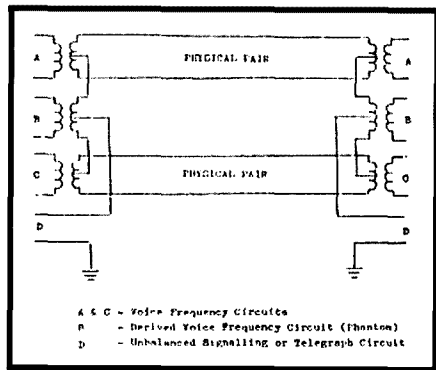 A
PHYSICAL PAIR
A
B
B
C
PHYSICAL PAIR
C
D
D
A & C - Voice Frequency Circuits
B - Derived Voice Frequency Circuit (Phantom)
D - Unbalanced Signalling or Telegraph Circuit